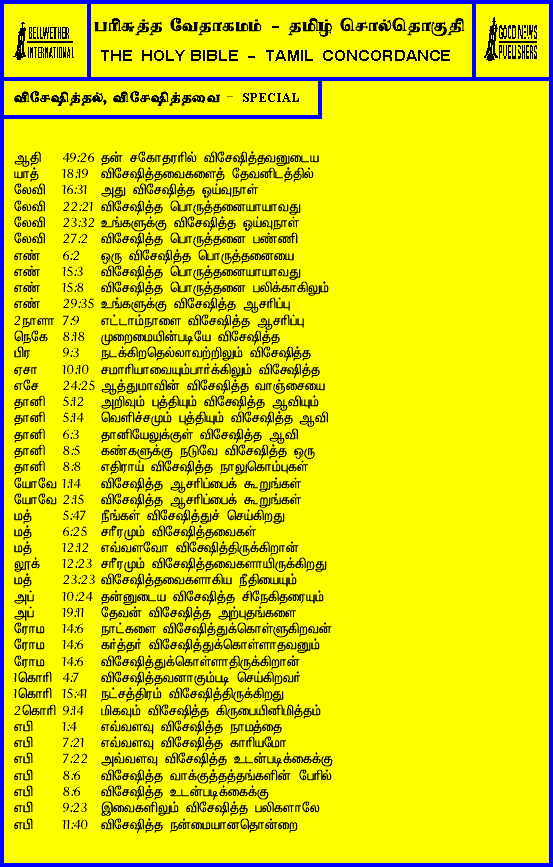 BELLWETHER
INTERNATIONAL
பரிசுத்த வேதாகமம் - தமிழ் சொல்தொகுதி
THE HOLY BIBLE - TAMIL CONCORDANCE
GOOD NEWS
PUBLISHERS
விசேஷித்தல், விசேஷித்தவை - SPECIAL
ஆதி 49:26 தன் சகோதரரில் விசேஷித்தவனுடைய
யாத் 18:19 விசேஷித்தவைகளைத் தேவனிடத்தில்
லேவி 16:31 அது விசேஷித்த ஓய்வுநாள்
லேவி 22:21 விசேஷித்த பொருத்தனையாயாவது
லேவி 23:32 உங்களுக்கு விசேஷித்த ஓய்வுநாள்
லேவி 27:2 விசேஷித்த பொருத்தனை பண்ணி
எண் 6:2 ஒரு விசேஷித்த பொருத்தனையை
எண் 15:3 விசேஷித்த பொருத்தனையாயாவது
எண் 15:8 விசேஷித்த பொருத்தனை பலிக்காகிலும்
எண் 29:35 உங்களுக்கு விசேஷித்த ஆசரிப்பு
2நாளா 7:9 எட்டாம்நாளை விசேஷித்த ஆசரிப்பு
நெகே 8:18 முறைமையின்படியே விசேஷித்த
பிர 9:3 நடக்கிறதெல்லாவற்றிலும் விசேஷித்த
ஏசா 10:10 சமாரியாவையும்பார்க்கிலும் விசேஷித்த
எசே 24:25 ஆத்துமாவின் விசேஷித்த வாஞ்சையை
தானி 5:12 அறிவும் புத்தியும் விசேஷித்த ஆவியும்
தானி 5:14 வெளிச்சமும் புத்தியும் விசேஷித்த ஆவி
தானி 6:3 தானியேலுக்குள் விசேஷித்த ஆவி
தானி 8:5 கண்களுக்கு நடுவே விசேஷித்த ஒரு
தானி 8:8 எதிராய் விசேஷித்த நாலுகொம்புகள்
யோவே 1:14 விசேஷித்த ஆசரிப்பைக் கூறுங்கள்
யோவே 2:15 விசேஷித்த ஆசரிப்பைக் கூறுங்கள்
மத் 5:47 நீங்கள் விசேஷித்துச் செய்கிறது
மத் 6:25 சரீரமும் விசேஷித்தவைகள்
மத் 12:12 எவ்வளவோ விசேஷித்திருக்கிறான்
லூக் 12:23 சரீரமும் விசேஷித்தவைகளாயிருக்கிறது
மத் 23:23 விசேஷித்தவைகளாகிய நீதியையும்
அப் 10:24 தன்னுடைய விசேஷித்த சிநேகிதரையும்
அப் 19:11 தேவன் விசேஷித்த அற்புதங்களை
ரோம 14:6 நாட்களை விசேஷித்துக்கொள்ளுகிறவன்
ரோம 14:6 கர்த்தர் விசேஷித்துக்கொள்ளாதவனும்
ரோம 14:6 விசேஷித்துக்கொள்ளாதிருக்கிறான்
1கொரி 4:7 விசேஷித்தவனாகும்படி செய்கிறவர்
1கொரி 15:41 நட்சத்திரம் விசேஷித்திருக்கிறது
2கொரி 9:14 மிகவும் விசேஷித்த கிருபையினிமித்தம்
எபி 1:4 எவ்வளவு விசேஷித்த நாமத்தை
எபி 7:21 எவ்வளவு விசேஷித்த காரியமோ
எபி 7:22 அவ்வளவு விசேஷித்த உடன்படிக்கைக்கு
எபி 8:6 விசேஷித்த வாக்குத்தத்தங்களின் பேரில்
எபி 8:6 விசேஷித்த உடன்படிக்கைக்கு
எபி 9:23 இவைகளிலும் விசேஷித்த பலிகளாலே
எபி 11:40 விசேஷித்த நன்மையானதொன்றை